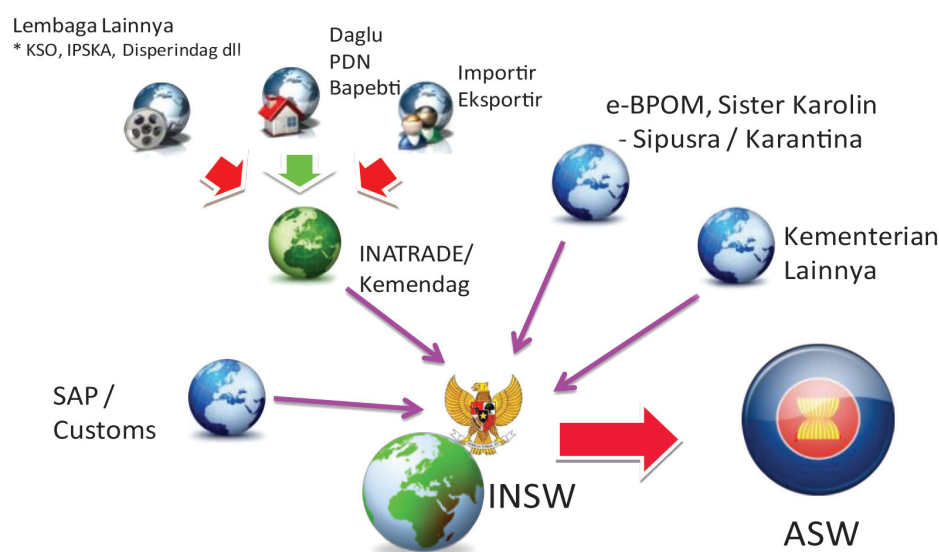 Lembaga Lainnya
* KSO, IPSKA, Disperindag dll
Daglu
PDN
Bapebti
Importir
Eksportir
e-BPOM, Sister Karolin
- Sipusra / Karantina
INATRADE/
Kemendag
Kementerian
Lainnya
SAP /
Customs
INSW
ASW